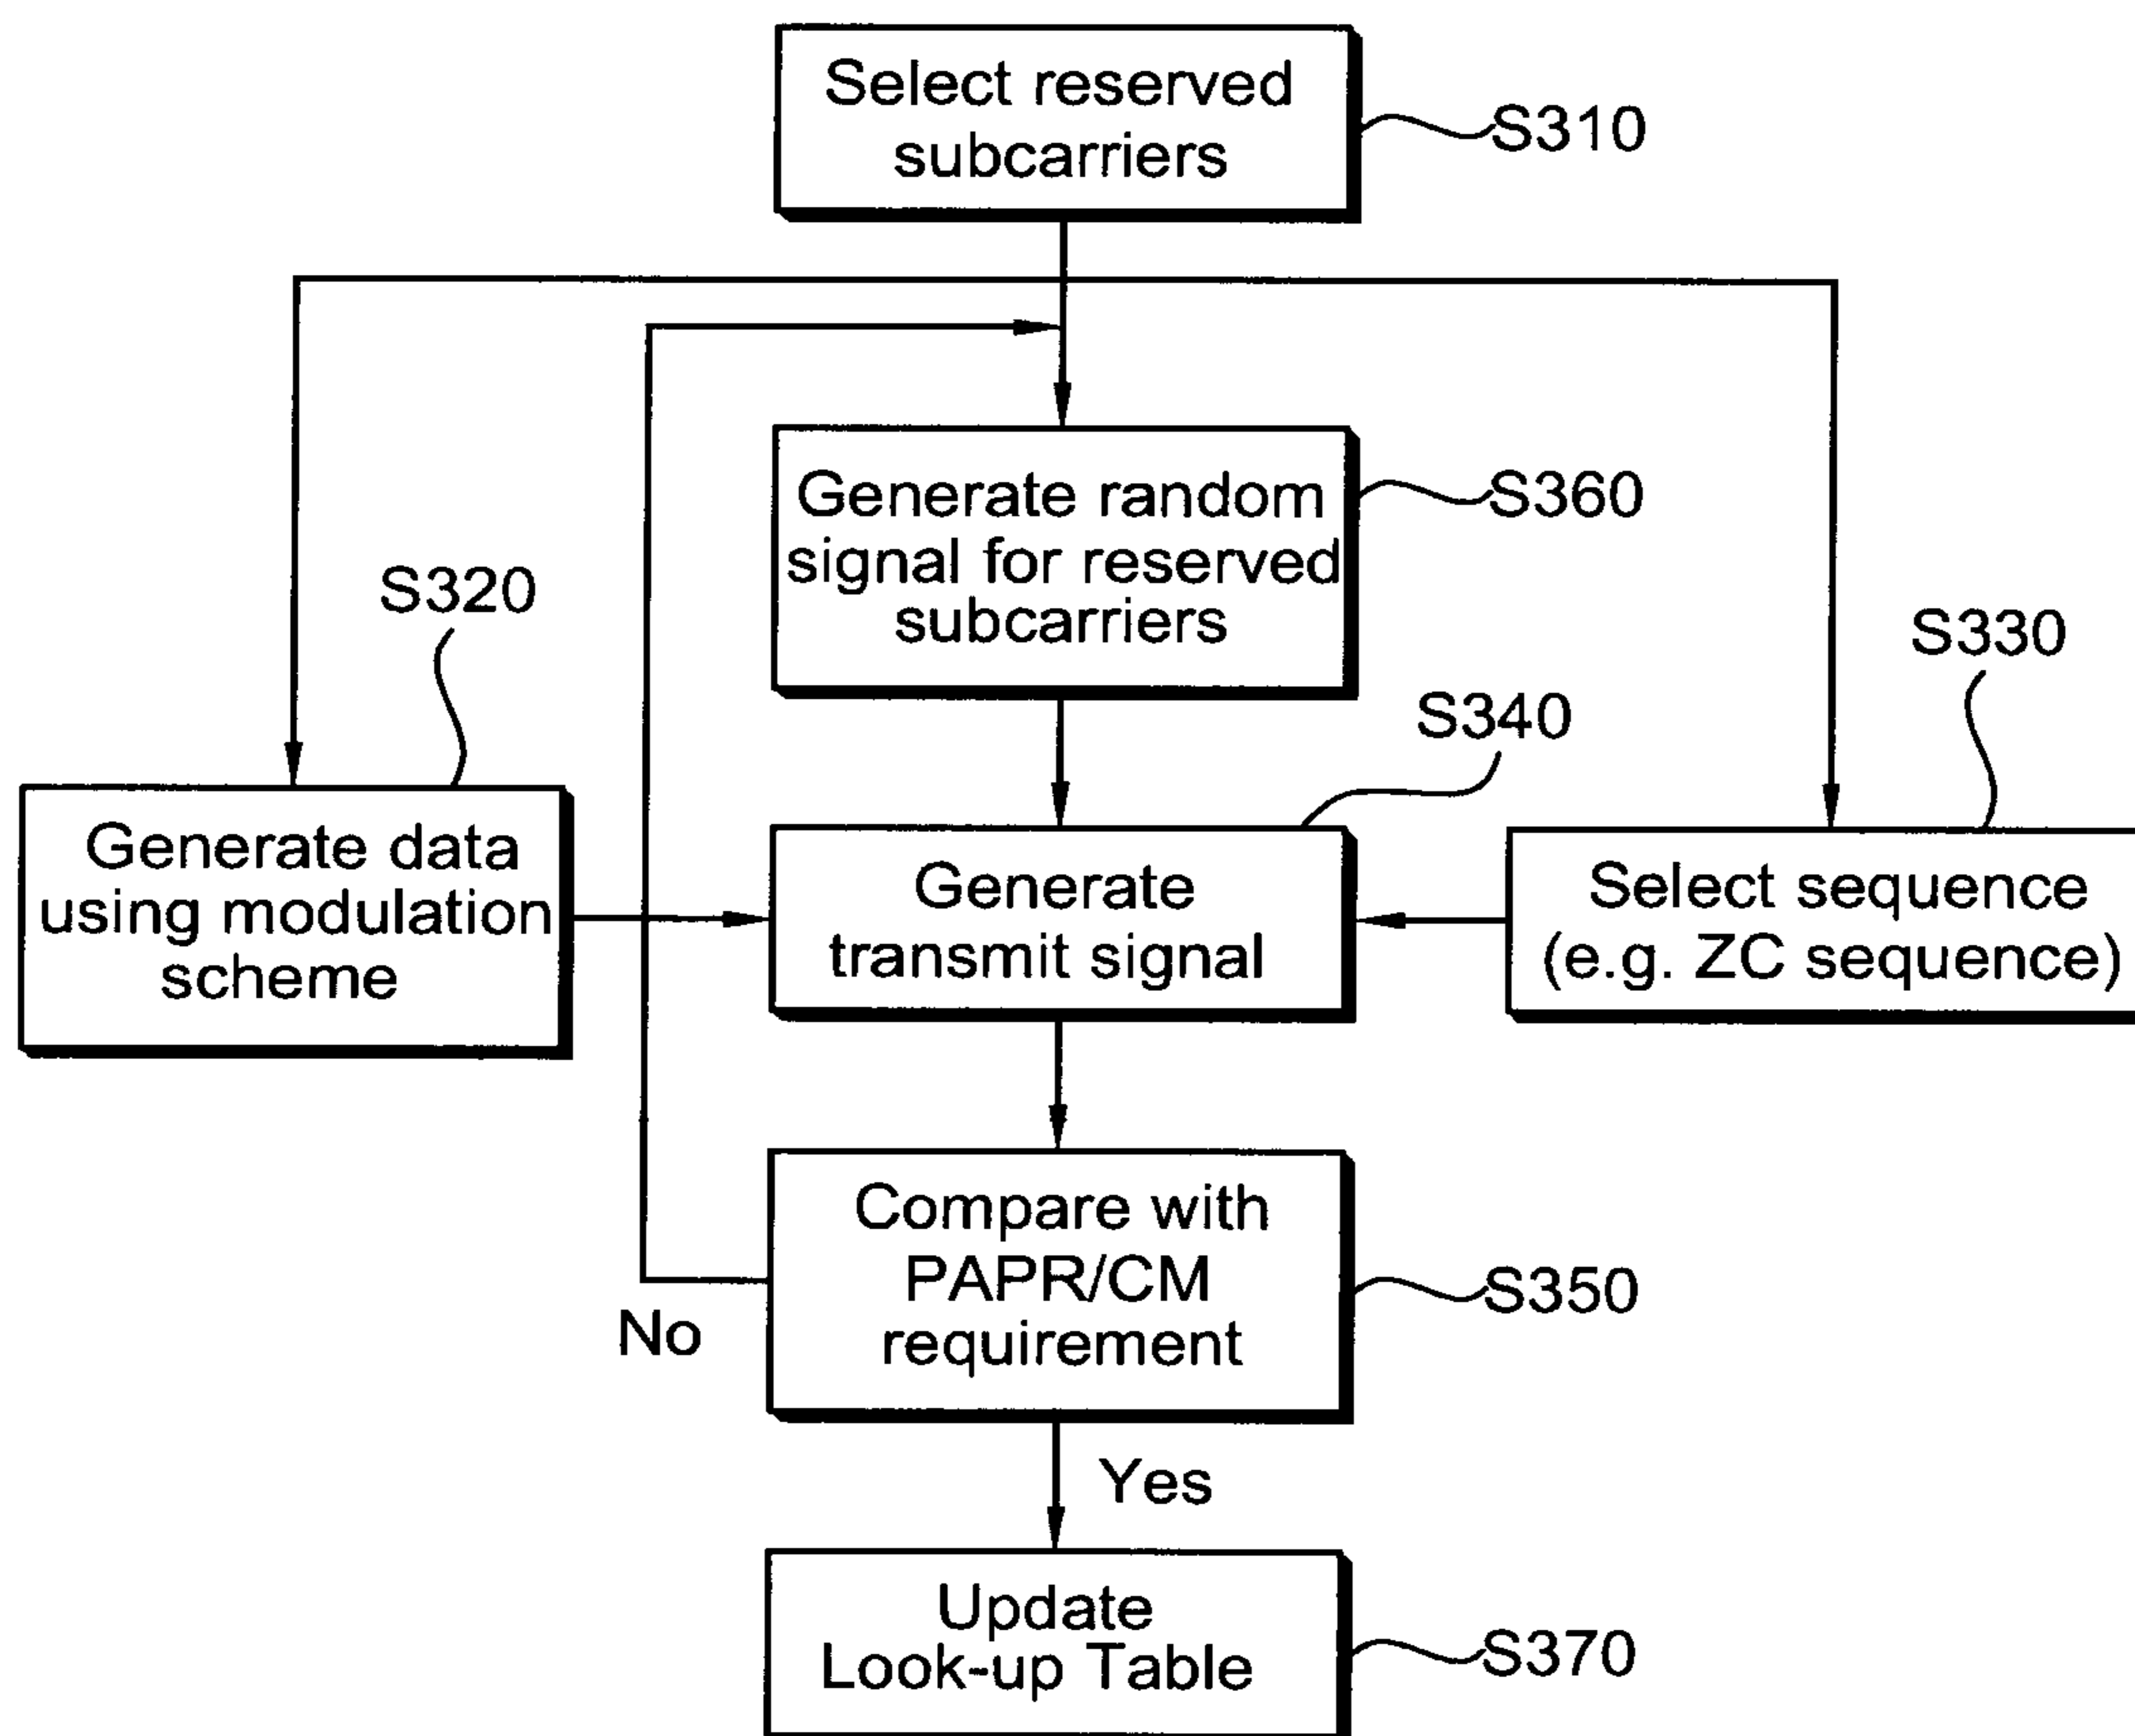 Select reserved
subcarriers
S310
Generate random
signal for reserved
subcarriers
S360
S320
S330
S340
Generate data
using modulation
scheme
Generate
transmit signal
Select sequence
(e.g. ZC sequence)
Compare with
PAPR/CM
requirement
S350
No
Yes
Update
Look-up Table
S370